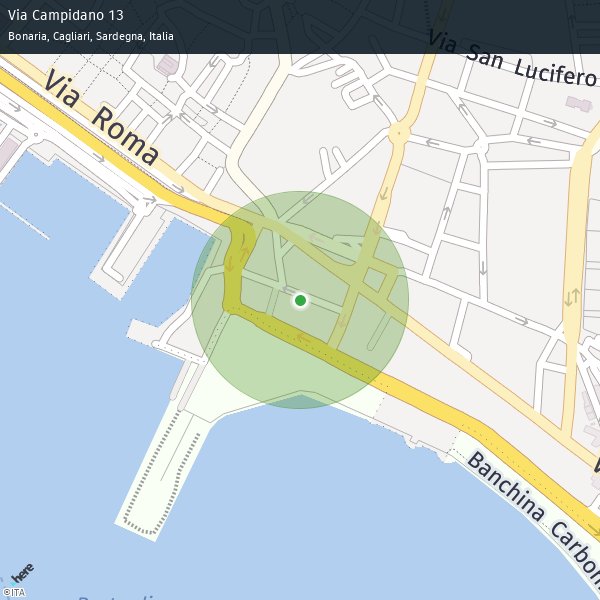 Via Campidano 13
Bonaria, Cagliari, Sardegna, Italia
Via San Lucifero
Via Roma
Banchina Carbon
here
©ITA